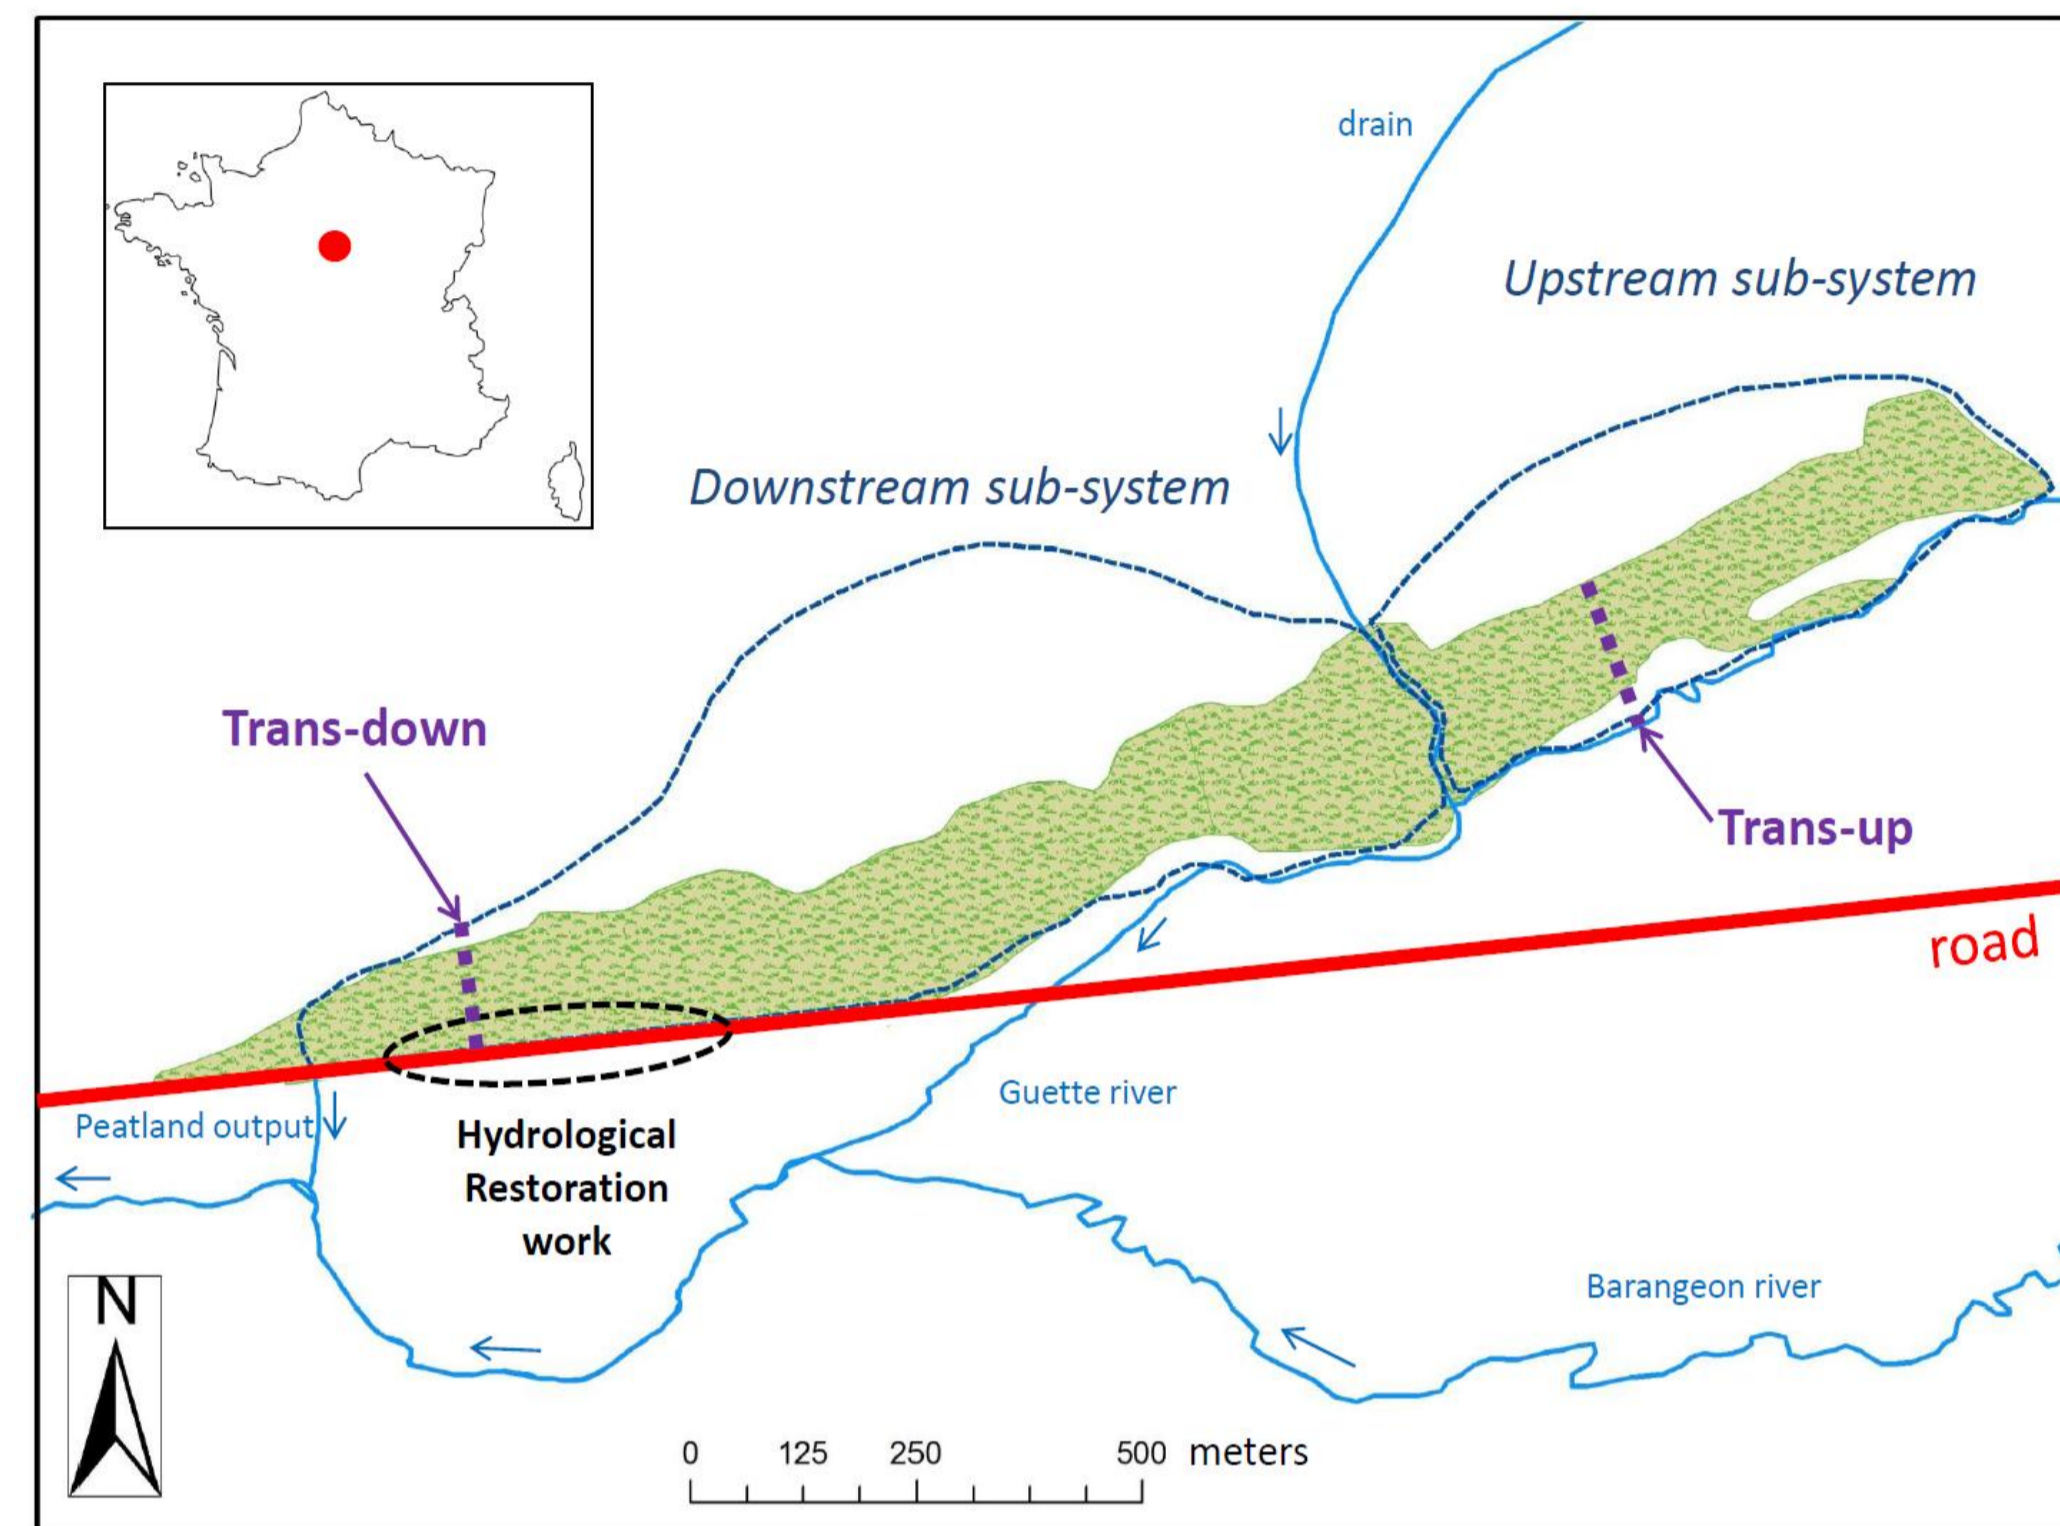 drain
Upstream sub-system
Downstream sub-system
Trans-down
Trans-up
road
Peatland output
Guette river
Hydrological
Restoration
work
Barangeon river
N
0 125 250 500 meters